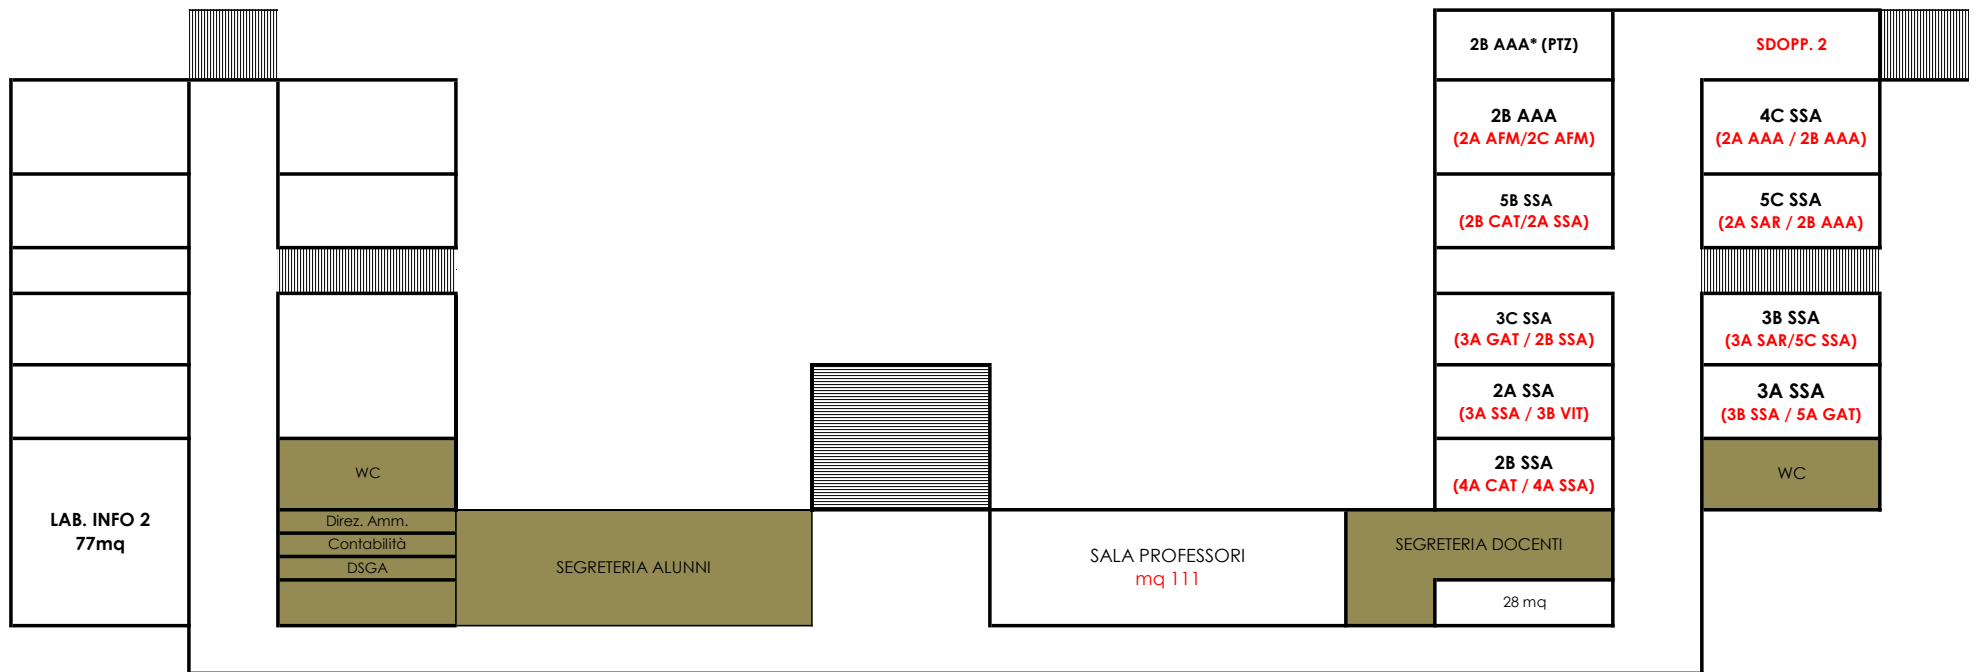 2B AAA* (PTZ)
SDOPP. 2
2B AAA
(2A AFM/2C AFM)
4C SSA
(2A AAA / 2B AAA)
5B SSA
(2B CAT/2A SSA)
5C SSA
(2A SAR / 2B AAA)
3C SSA
(3A GAT / 2B SSA)
3B SSA
(3A SAR/5C SSA)
2A SSA
(3A SSA / 3B VIT)
3A SSA
(3B SSA / 5A GAT)
WC
2B SSA
(4A CAT / 4A SSA)
WC
LAB. INFO 2
77mq
Direz. Amm.
Contabilità
DSGA
SEGRETERIA ALUNNI
SALA PROFESSORI
mq 111
SEGRETERIA DOCENTI
28 mq